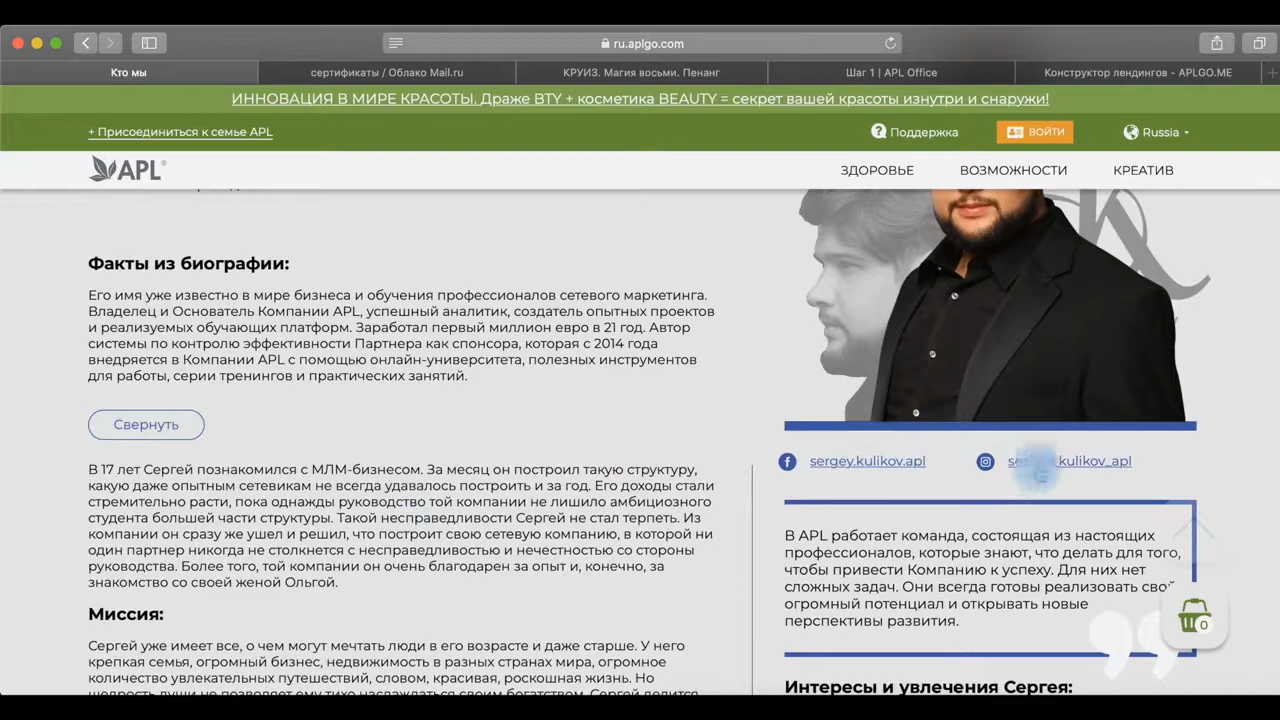 ru.aplgo.com
Кто мы
сертификаты / Облако Mail.ru
КРУИЗ. Магия восьми. Пенанг
Шаг 1 | APL Office
Конструктор лендингов - APLGO.ME
ИННОВАЦИЯ В МИРЕ КРАСОТЫ. Драже BTY + косметика BEAUTY = секрет вашей красоты изнутри и снаружи!
+ Присоединиться к семье APL
Поддержка
ВОЙТИ
Russia
APL
ЗДОРОВЬЕ
ВОЗМОЖНОСТИ
КРЕАТИВ
Факты из биографии:
Его имя уже известно в мире бизнеса и обучения профессионалов сетевого маркетинга.
Владелец и Основатель Компании APL, успешный аналитик, создатель опытных проектов
и реализуемых обучающих платформ. Заработал первый миллион евро в 21 год. Автор
системы по контролю эффективности Партнера как спонсора, которая с 2014 года
внедряется в Компании APL с помощью онлайн-университета, полезных инструментов
для работы, серии тренингов и практических занятий.
Свернуть
В 17 лет Сергей познакомился с МЛМ-бизнесом. За месяц он построил такую структуру,
какую даже опытным сетевикам не всегда удавалось построить и за год. Его доходы стали
стремительно расти, пока однажды руководство той компании не лишило амбициозного
студента большей части структуры. Такой несправедливости Сергей не стал терпеть. Из
компании он сразу же ушел и решил, что построит свою сетевую компанию, в которой ни
один партнер никогда не столкнется с несправедливостью и нечестностью со стороны
руководства. Более того, той компании он очень благодарен за опыт и, конечно, за
знакомство со своей женой Ольгой.
Миссия:
Сергей уже имеет все, о чем могут мечтать люди в его возрасте и даже старше. У него
крепкая семья, огромный бизнес, недвижимость в разных странах мира, огромное
количество увлекательных путешествий, словом, красивая, роскошная жизнь. Но
щедрость души не позволяет ему тихо наслаждаться своим богатством. Сергей делится
sergey.kulikov.apl
kulikov_apl
В APL работает команда, состоящая из настоящих
профессионалов, которые знают, что делать для того,
чтобы привести Компанию к успеху. Для них нет
сложных задач. Они всегда готовы реализовать свой
огромный потенциал и открывать новые
перспективы развития.
0
Интересы и увлечения Сергея: